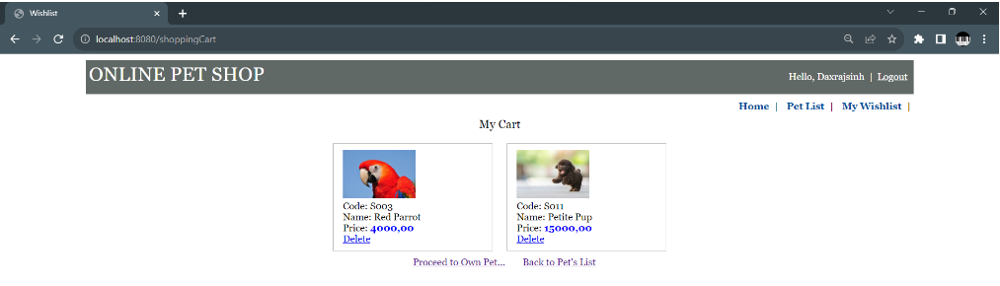 Wishlist
localhost:8080/shoppingCart
ONLINE PET SHOP
Hello, Daxrajsinh | Logout
Home | Pet List | My Wishlist |
My Cart
Code: S003
Name: Red Parrot
Price: 4000,00
Delete
Code: S011
Name: Petite Pup
Price: 15000,00
Delete
Proceed to Own Pet...
Back to Pet's List